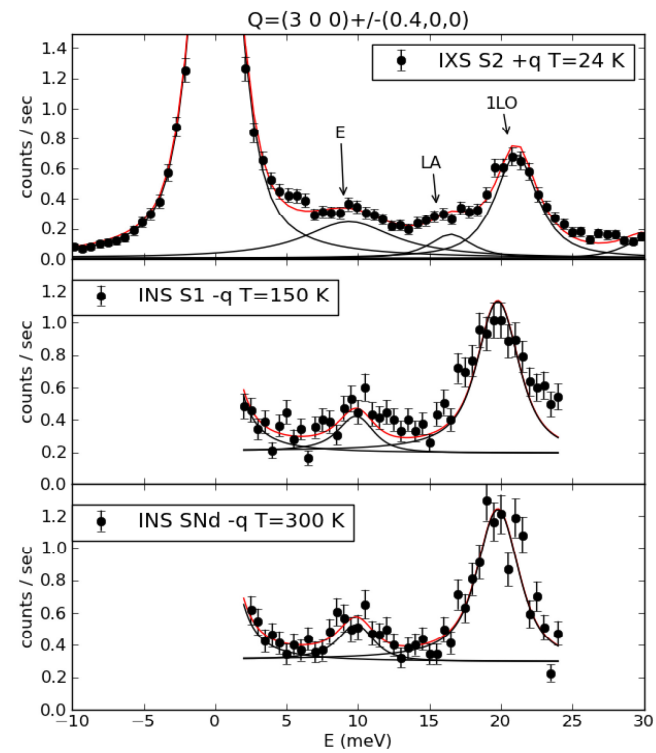 Q=(3 0 0)+/-(0.4,0,0)
1.4
1.2
1.0
0.8
0.6
0.4
0.2
0.0
counts / sec
IXS S2 +q T=24 K
E
LA
1LO
1.2
1.0
0.8
0.6
0.4
0.2
0.0
counts / sec
INS S1 -q T=150 K
1.2
1.0
0.8
0.6
0.4
0.2
0.0
counts / sec
INS SNd -q T=300 K
−10 −5 0 5 10 15 20 25 30
E (meV)